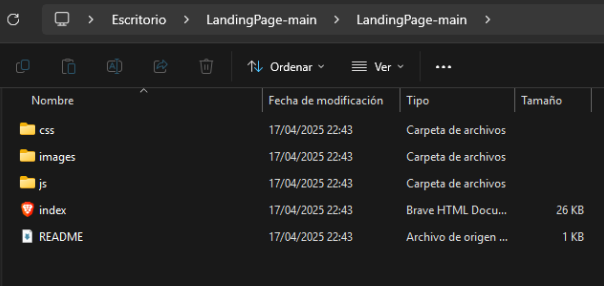 Escritorio > LandingPage-main > LandingPage-main >
Ordenar Ver ...
Nombre Fecha de modificación Tipo Tamaño
css 17/04/2025 22:43 Carpeta de archivos
images 17/04/2025 22:43 Carpeta de archivos
js 17/04/2025 22:43 Carpeta de archivos
index 17/04/2025 22:43 Brave HTML Docu... 26 KB
README 17/04/2025 22:43 Archivo de origen ... 1 KB